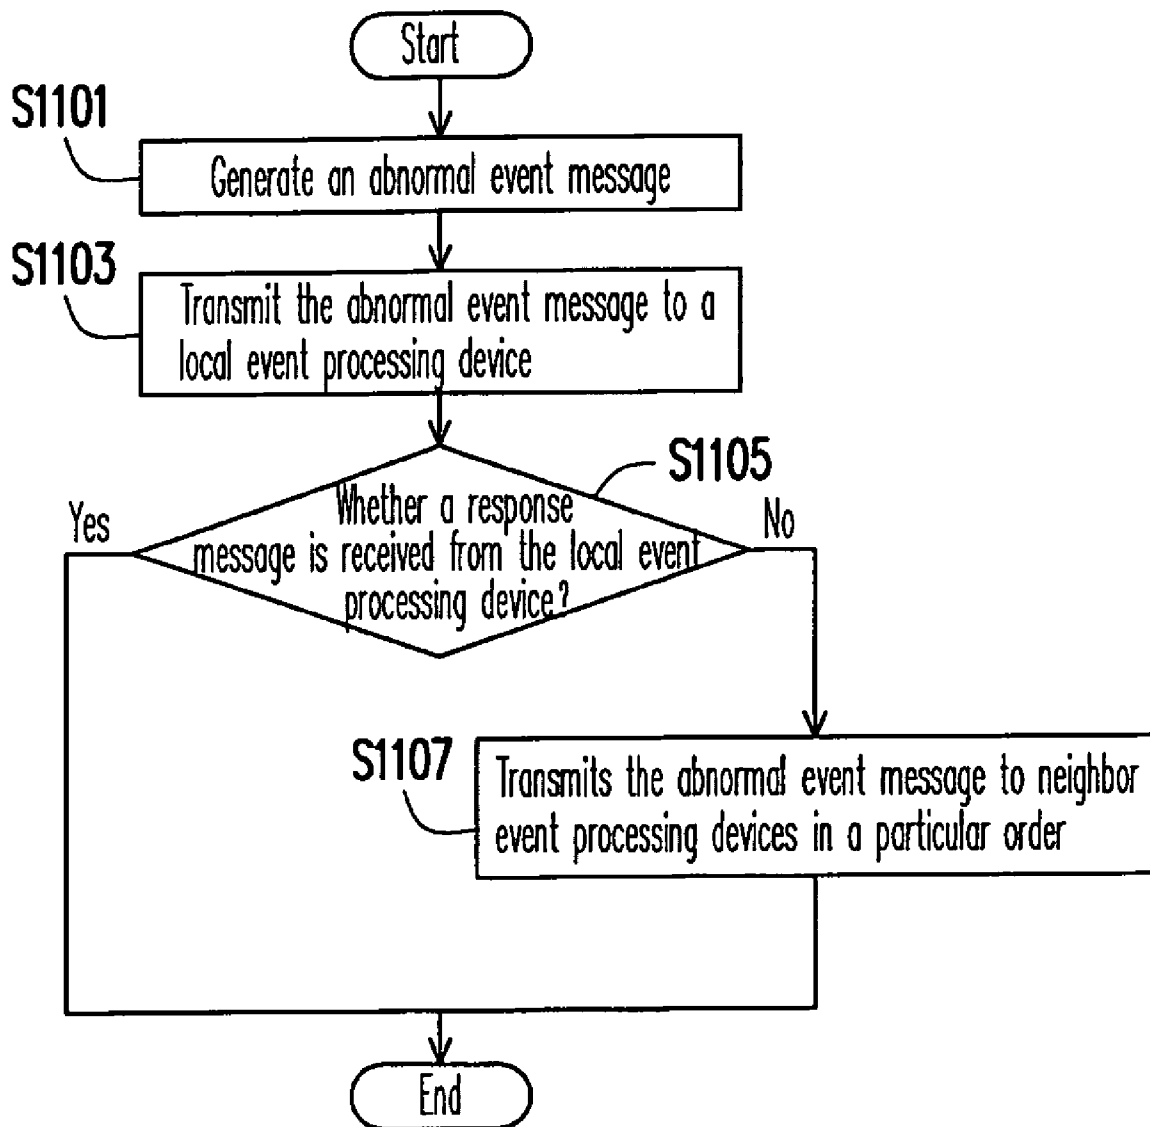 Start
S1101
Generate an abnormal event message
S1103
Transmit the abnormal event message to a
local event processing device
S1105
Whether a response
message is received from the local event
processing device?
Yes
No
S1107
Transmits the abnormal event message to neighbor
event processing devices in a particular order
End